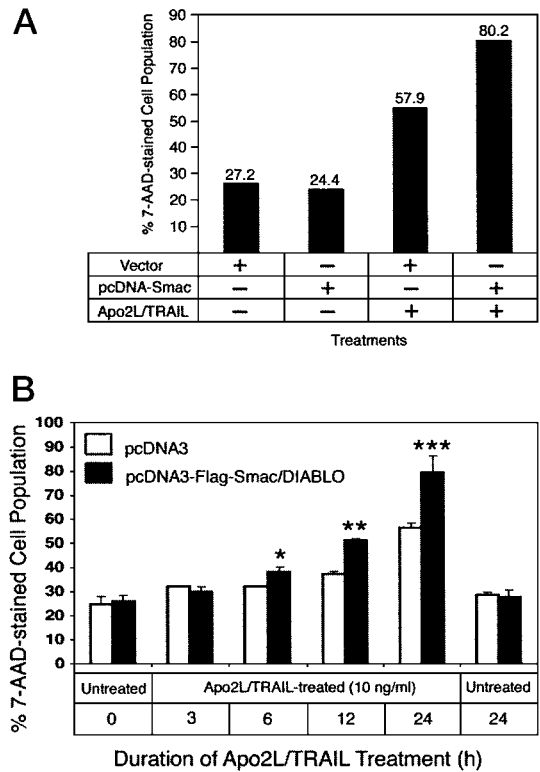 A
% 7-AAD-stained Cell Population
90
80
70
60
50
40
30
20
10
27.2
24.4
57.9
80.2
Vector + – + –
pcDNA-Smac – + – +
Apo2L/TRAIL – – + +
Treatments
B
% 7-AAD-stained Cell Population
100
90
80
70
60
50
40
30
20
10
0
pcDNA3
pcDNA3-Flag-Smac/DIABLO
*
**
***
Untreated Apo2L/TRAIL-treated (10 ng/ml) Untreated
0 3 6 12 24 24
Duration of Apo2L/TRAIL Treatment (h)